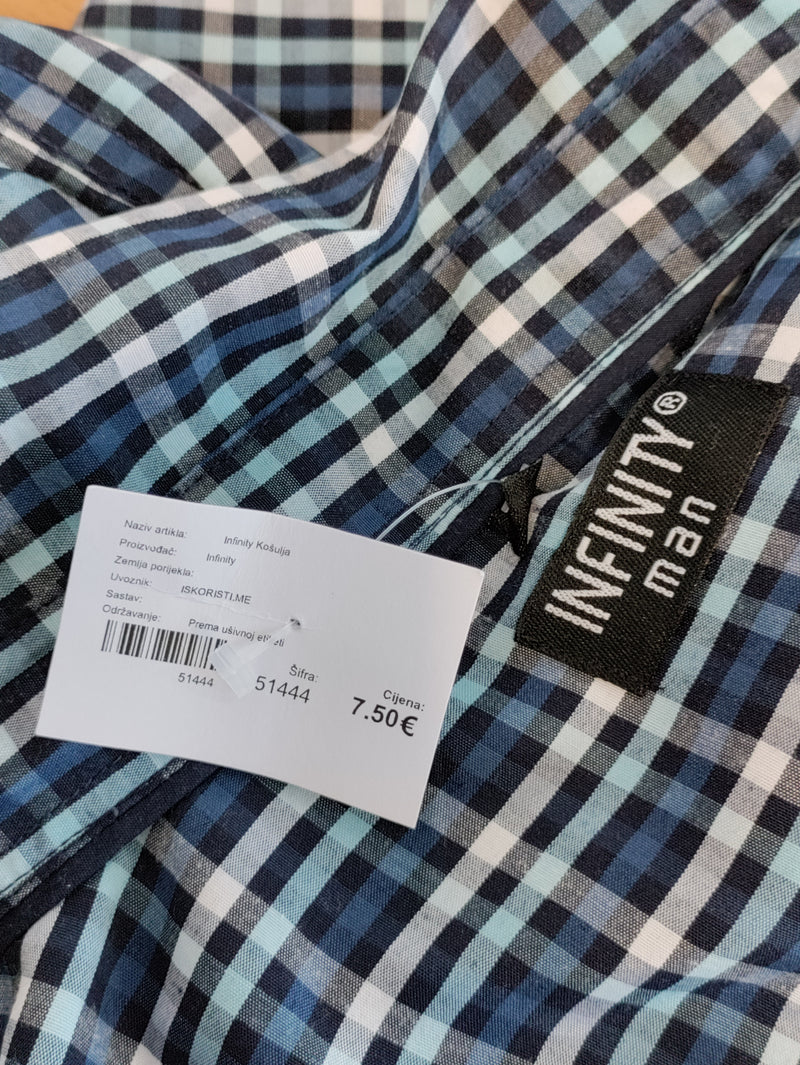 INFINITY®
man
Naziv artikla: Infinity Košulja
Proizvođač: Infinity
Zemlja porijekla:
Uvoznik: ISKORISTI.ME
Sastav:
Održavanje: Prema ušivnoj etiketi
51444
Šifra:
51444
Cijena:
7.50€